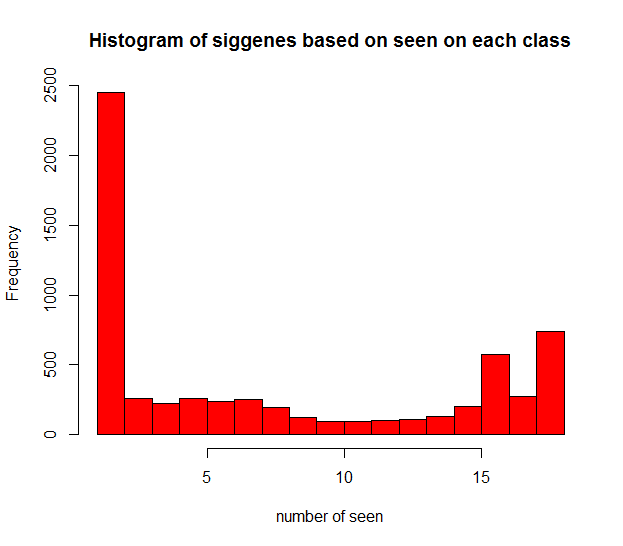 Histogram of siggenes based on seen on each class
2500
2000
1500
1000
500
0
Frequency
5 10 15
number of seen